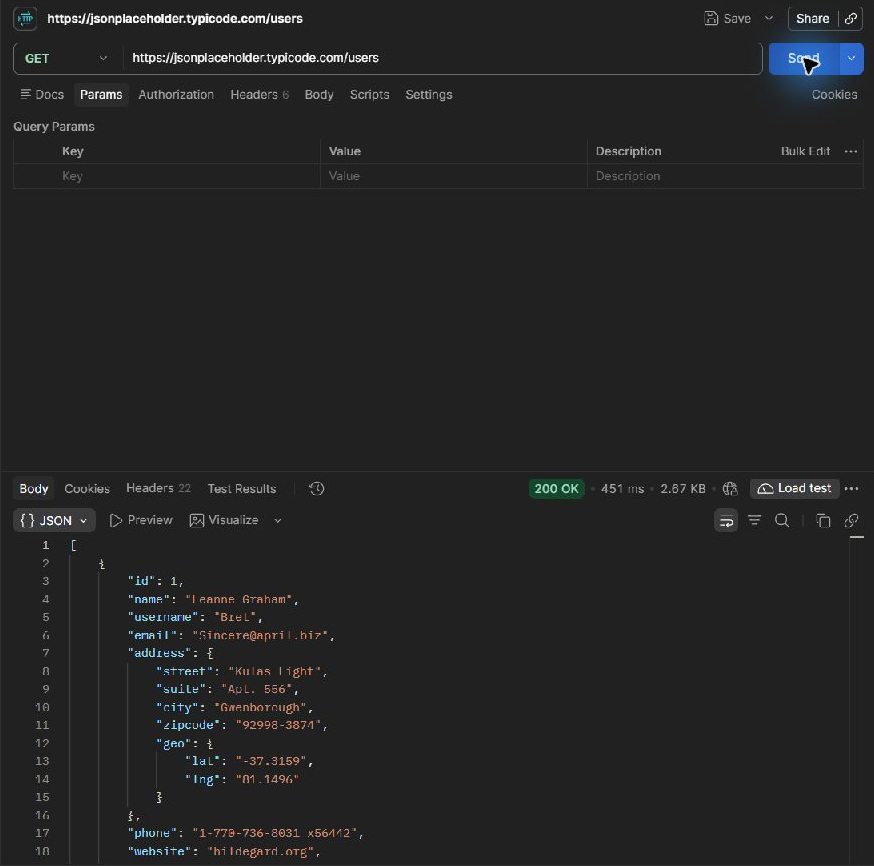 HTTP https://jsonplaceholder.typicode.com/users Save Share
GET https://jsonplaceholder.typicode.com/users Send
Docs Params Authorization Headers 6 Body Scripts Settings Cookies
Query Params
Key Value Description Bulk Edit
Key Value Description
Body Cookies Headers 22 Test Results 200 OK • 451 ms • 2.67 KB Load test
{} JSON Preview Visualize
1 [
2 {
3 "id": 1,
4 "name": "Leanne Graham",
5 "username": "Bret",
6 "email": "Sincere@april.biz",
7 "address": {
8 "street": "Kulas Light",
9 "suite": "Apt. 556",
10 "city": "Gwenborough",
11 "zipcode": "92998-3874",
12 "geo": {
13 "lat": "-37.3159",
14 "lng": "81.1496"
15 }
16 },
17 "phone": "1-770-736-8031 x56442",
18 "website": "hildegard.org",